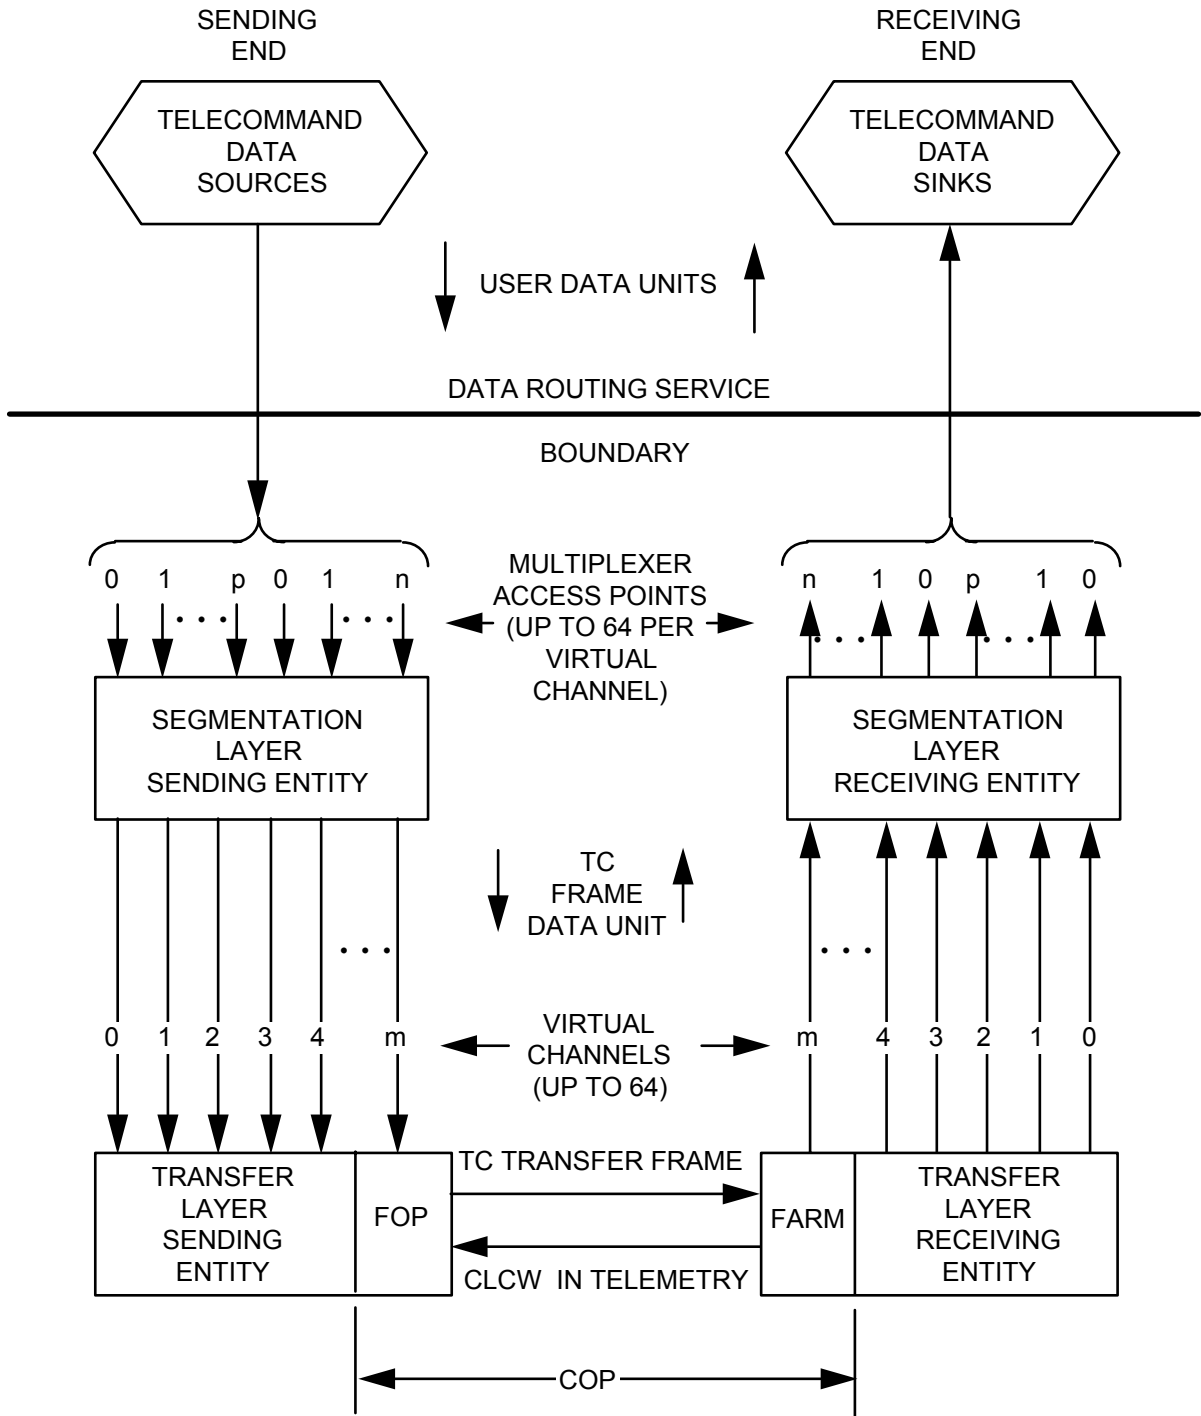 SENDING
END
RECEIVING
END
TELECOMMAND
DATA
SOURCES
TELECOMMAND
DATA
SINKS
USER DATA UNITS
DATA ROUTING SERVICE
BOUNDARY
0 1 p 0 1 n
. . . . . .
MULTIPLEXER
ACCESS POINTS
(UP TO 64 PER
VIRTUAL
CHANNEL)
n 1 0 p 1 0
. . . . . .
SEGMENTATION
LAYER
SENDING ENTITY
SEGMENTATION
LAYER
RECEIVING ENTITY
TC
FRAME
DATA UNIT
. . .
. . .
0 1 2 3 4 m
VIRTUAL
CHANNELS
(UP TO 64)
m 4 3 2 1 0
TRANSFER
LAYER
SENDING
ENTITY
FOP
TC TRANSFER FRAME
CLCW IN TELEMETRY
FARM
TRANSFER
LAYER
RECEIVING
ENTITY
COP